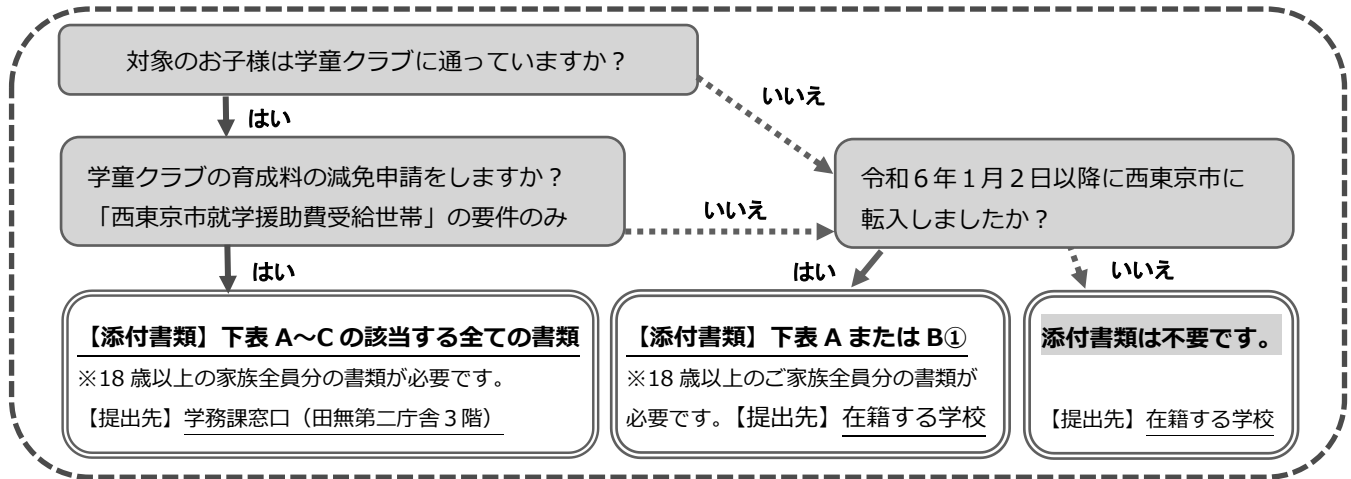 対象のお子様は学童クラブに通っていますか？
いいえ
はい
学童クラブの育成料の減免申請をしますか？
「西東京市就学援助費受給世帯」の要件のみ
いいえ
令和６年１月２日以降に西東京市に
転入しましたか？
はい
はい
いいえ
【添付書類】下表 A～C の該当する全ての書類
※18 歳以上の家族全員分の書類が必要です。
【提出先】学務課窓口（田無第二庁舎３階）
【添付書類】下表 A または B①
※18 歳以上のご家族全員分の書類が
必要です。【提出先】在籍する学校
添付書類は不要です。
【提出先】在籍する学校